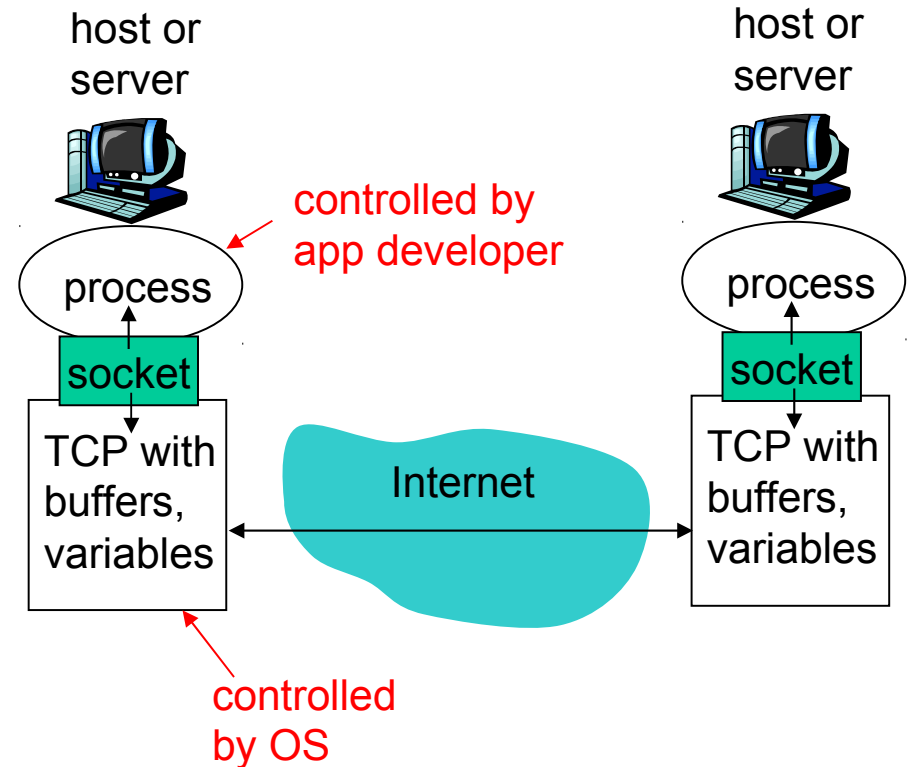 host or
server
host or
server
controlled by
app developer
process
process
socket
socket
TCP with
buffers,
variables
Internet
TCP with
buffers,
variables
controlled
by OS